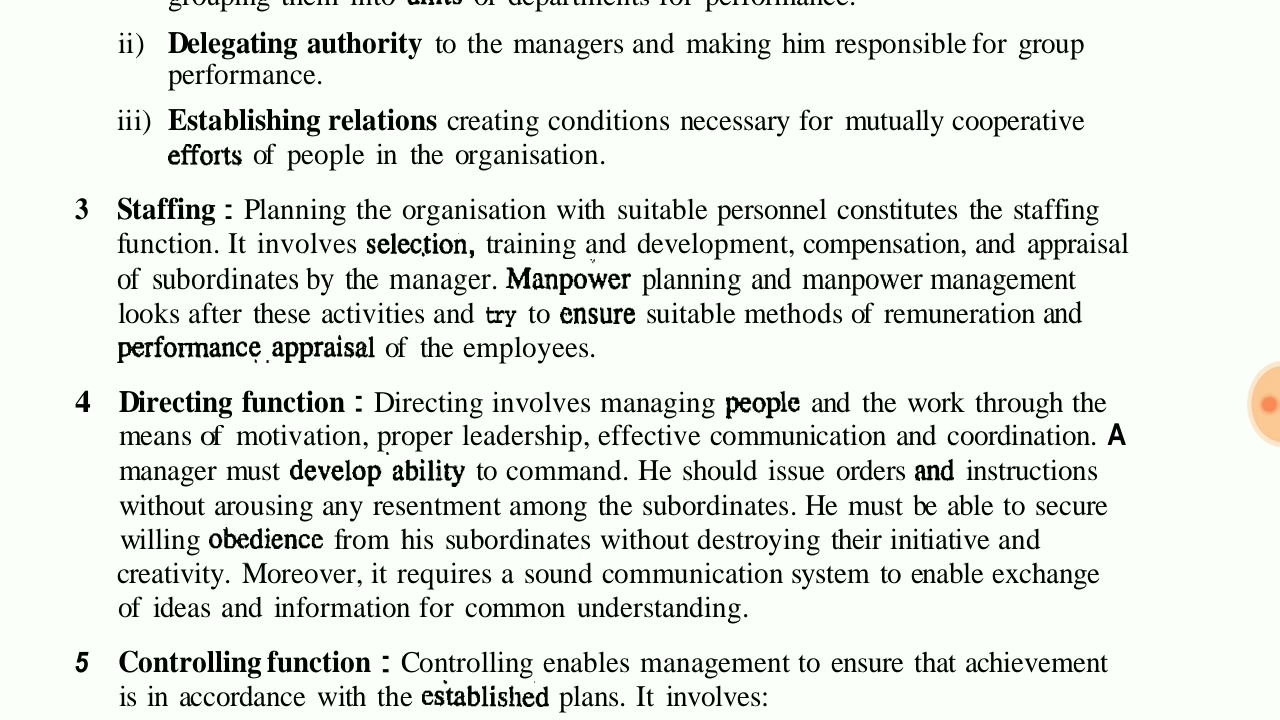 grouping them into units or departments for performance.
ii) Delegating authority to the managers and making him responsible for group
performance.
iii) Establishing relations creating conditions necessary for mutually cooperative
efforts of people in the organisation.
3 Staffing : Planning the organisation with suitable personnel constitutes the staffing
function. It involves selection, training and development, compensation, and appraisal
of subordinates by the manager. Manpower planning and manpower management
looks after these activities and try to ensure suitable methods of remuneration and
performance appraisal of the employees.
4 Directing function : Directing involves managing people and the work through the
means of motivation, proper leadership, effective communication and coordination. A
manager must develop ability to command. He should issue orders and instructions
without arousing any resentment among the subordinates. He must be able to secure
willing obedience from his subordinates without destroying their initiative and
creativity. Moreover, it requires a sound communication system to enable exchange
of ideas and information for common understanding.
5 Controlling function : Controlling enables management to ensure that achievement
is in accordance with the established plans. It involves: